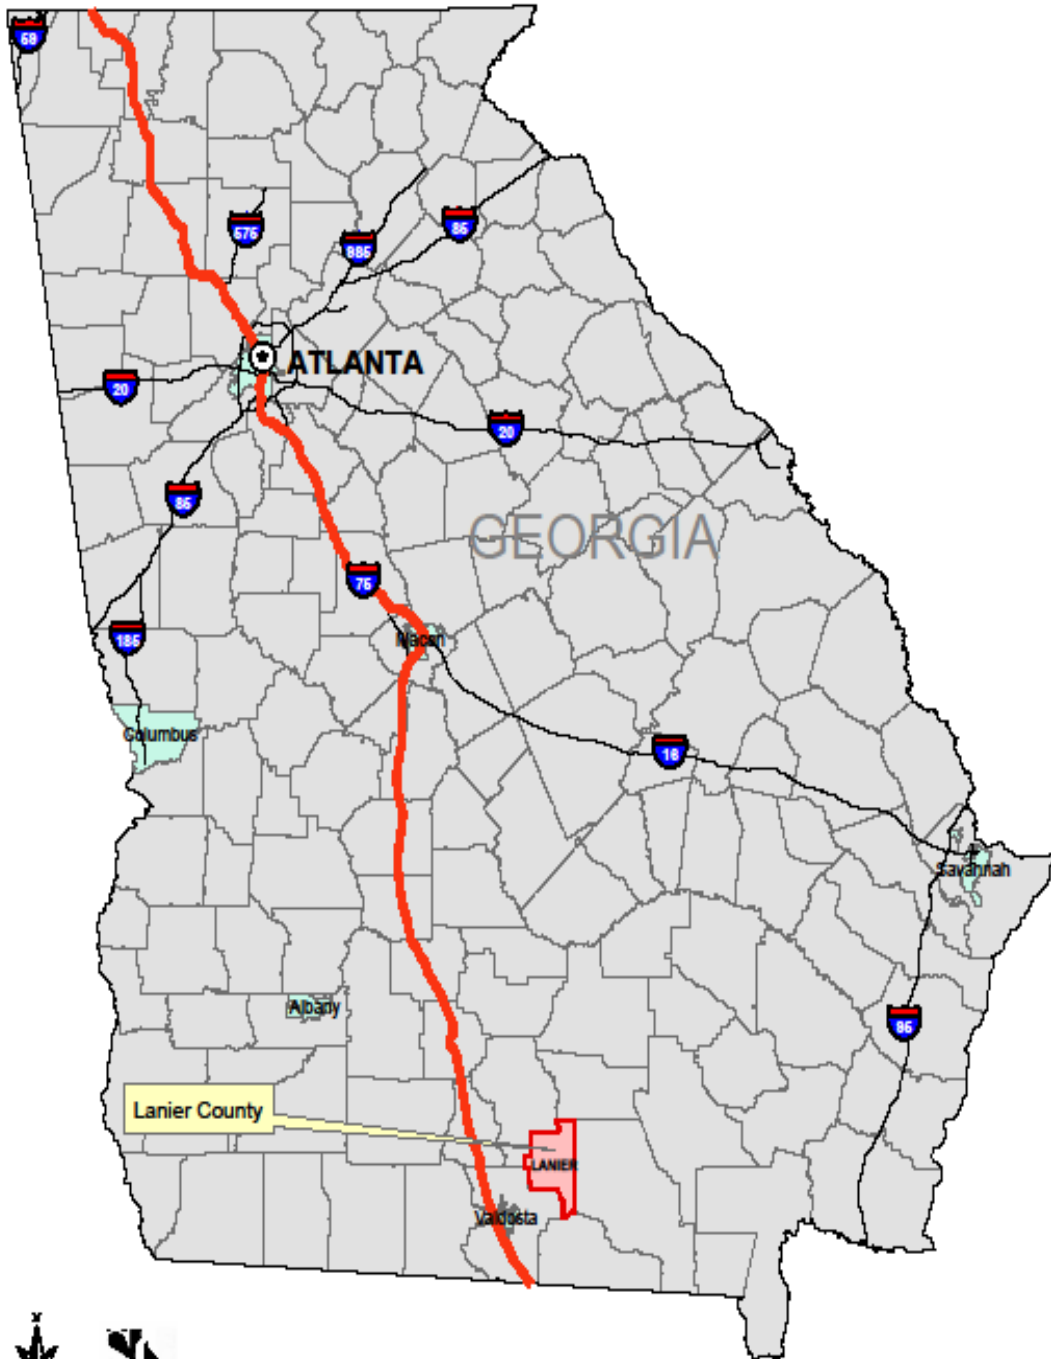 59
575
985
85
ATLANTA
20
20
85
GEORGIA
75
Macon
185
Columbus
16
Savannah
Albany
95
Lanier County
LANIER
Valdosta